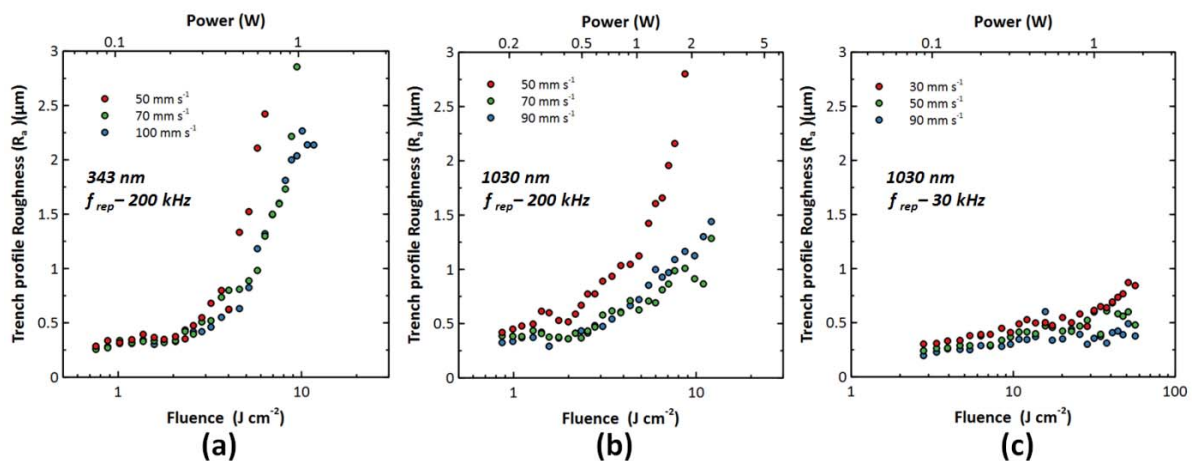 Power (W)
0.1 1
3
2.5
2
1.5
1
0.5
0
Trench profile Roughness (Rₐ )(μm)
50 mm s⁻¹
70 mm s⁻¹
100 mm s⁻¹
343 nm
f rep – 200 kHz
1 10
Fluence (J cm⁻²)
(a)
Power (W)
0.2 0.5 1 2 5
3
2.5
2
1.5
1
0.5
0
Trench profile Roughness (Rₐ )(μm)
50 mm s⁻¹
70 mm s⁻¹
90 mm s⁻¹
1030 nm
f rep – 200 kHz
1 10
Fluence (J cm⁻²)
(b)
Power (W)
0.1 1
3
2.5
2
1.5
1
0.5
0
Trench profile Roughness (Rₐ )(μm)
30 mm s⁻¹
50 mm s⁻¹
90 mm s⁻¹
1030 nm
f rep – 30 kHz
1 10 100
Fluence (J cm⁻²)
(c)